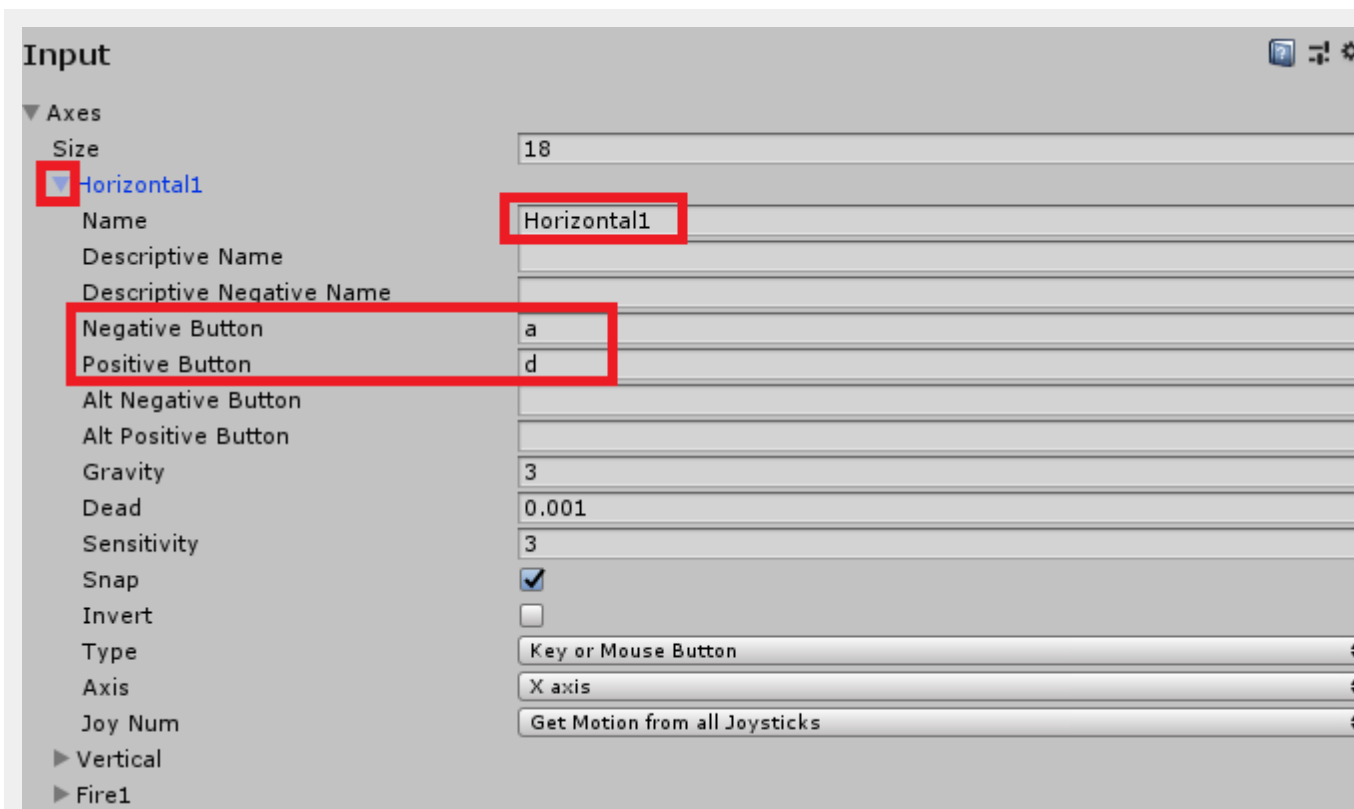 Input
Axes
Size 18
Horizontal1
Name Horizontal1
Descriptive Name
Descriptive Negative Name
Negative Button a
Positive Button d
Alt Negative Button
Alt Positive Button
Gravity 3
Dead 0.001
Sensitivity 3
Snap
Invert
Type Key or Mouse Button
Axis X axis
Joy Num Get Motion from all Joysticks
Vertical
Fire1